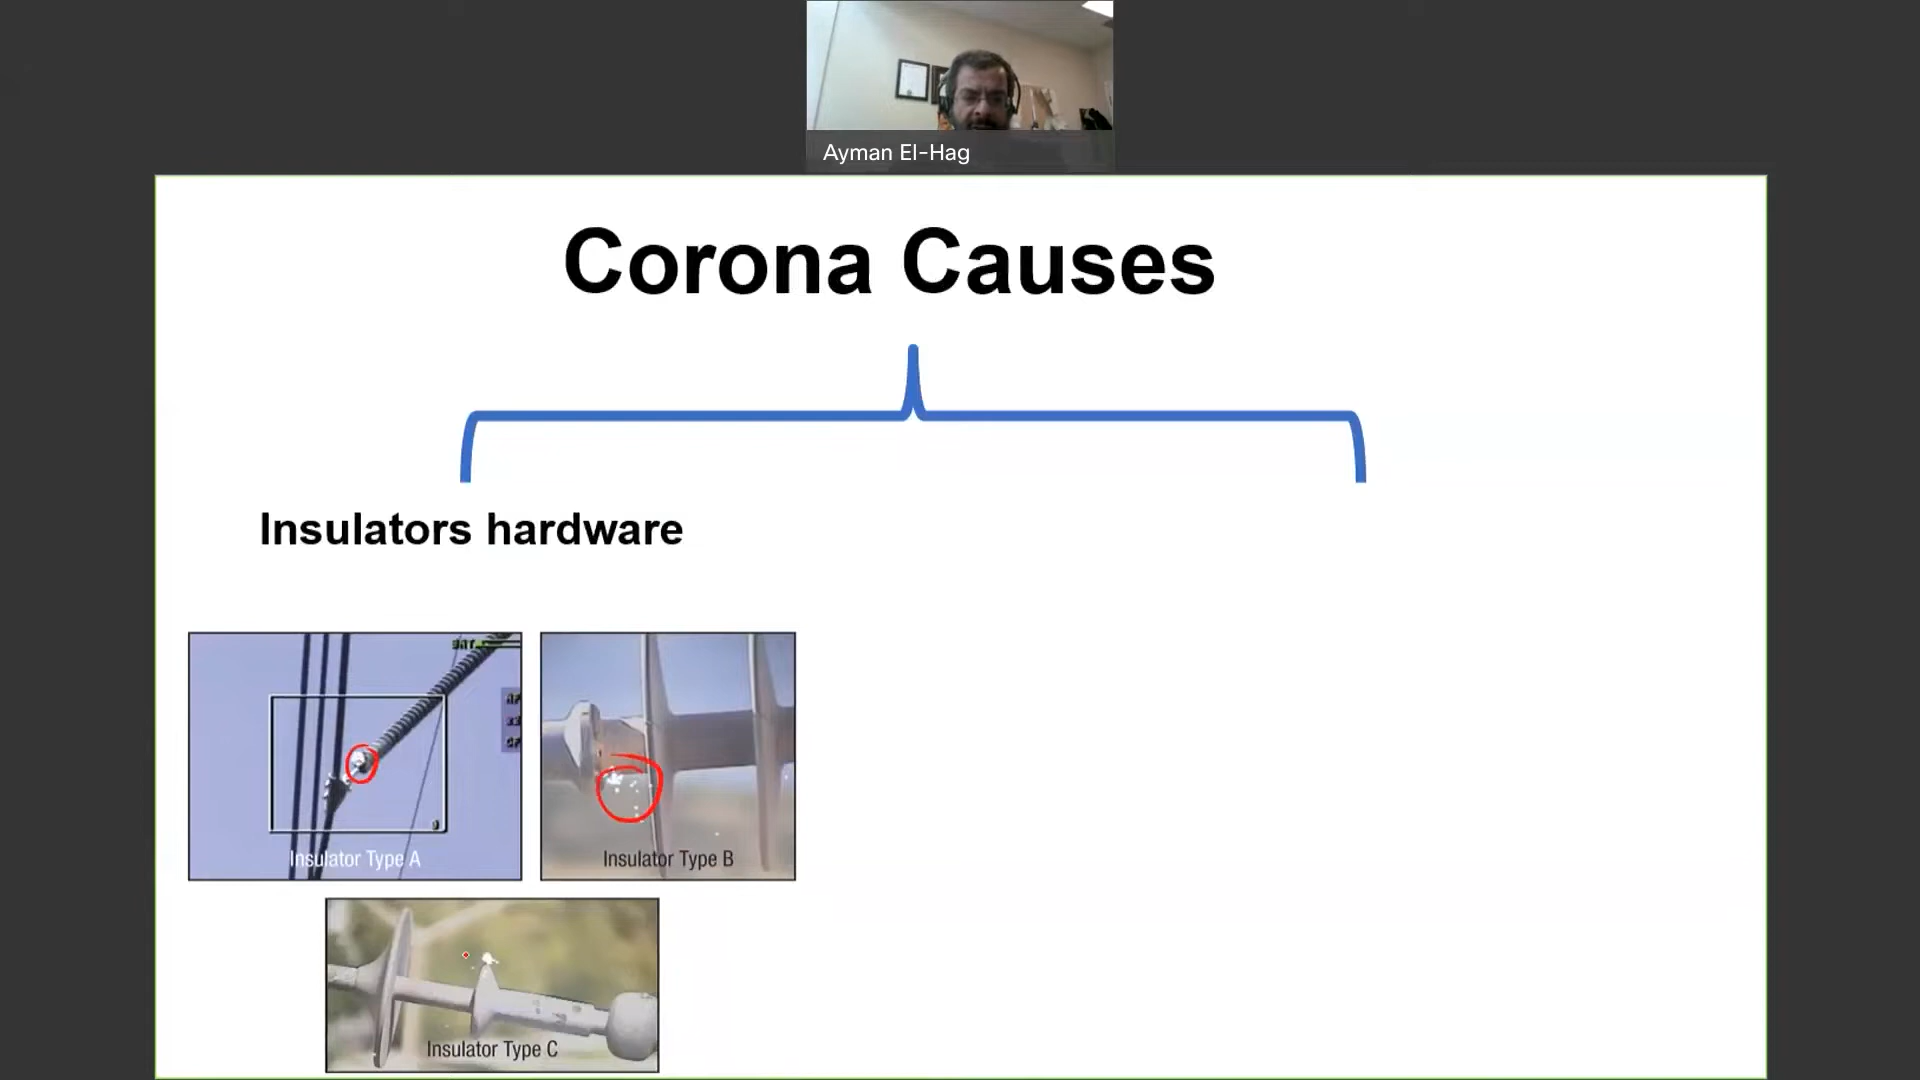 Ayman El-Hag
Corona Causes
Insulators hardware
Insulator Type A
Insulator Type B
Insulator Type C